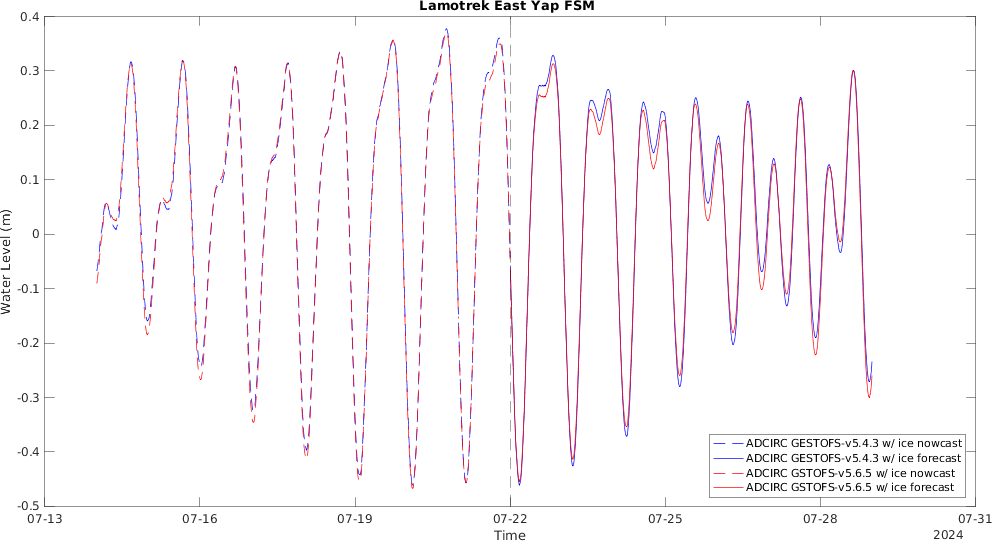 Lamotrek East Yap FSM
0.4
0.3
0.2
0.1
0
-0.1
-0.2
-0.3
-0.4
-0.5
Water Level (m)
07-13
07-16
07-19
07-22
07-25
07-28
07-31
Time
2024
ADCIRC GESTOFS-v5.4.3 w/ ice nowcast
ADCIRC GESTOFS-v5.4.3 w/ ice forecast
ADCIRC GSTOFS-v5.6.5 w/ ice nowcast
ADCIRC GSTOFS-v5.6.5 w/ ice forecast